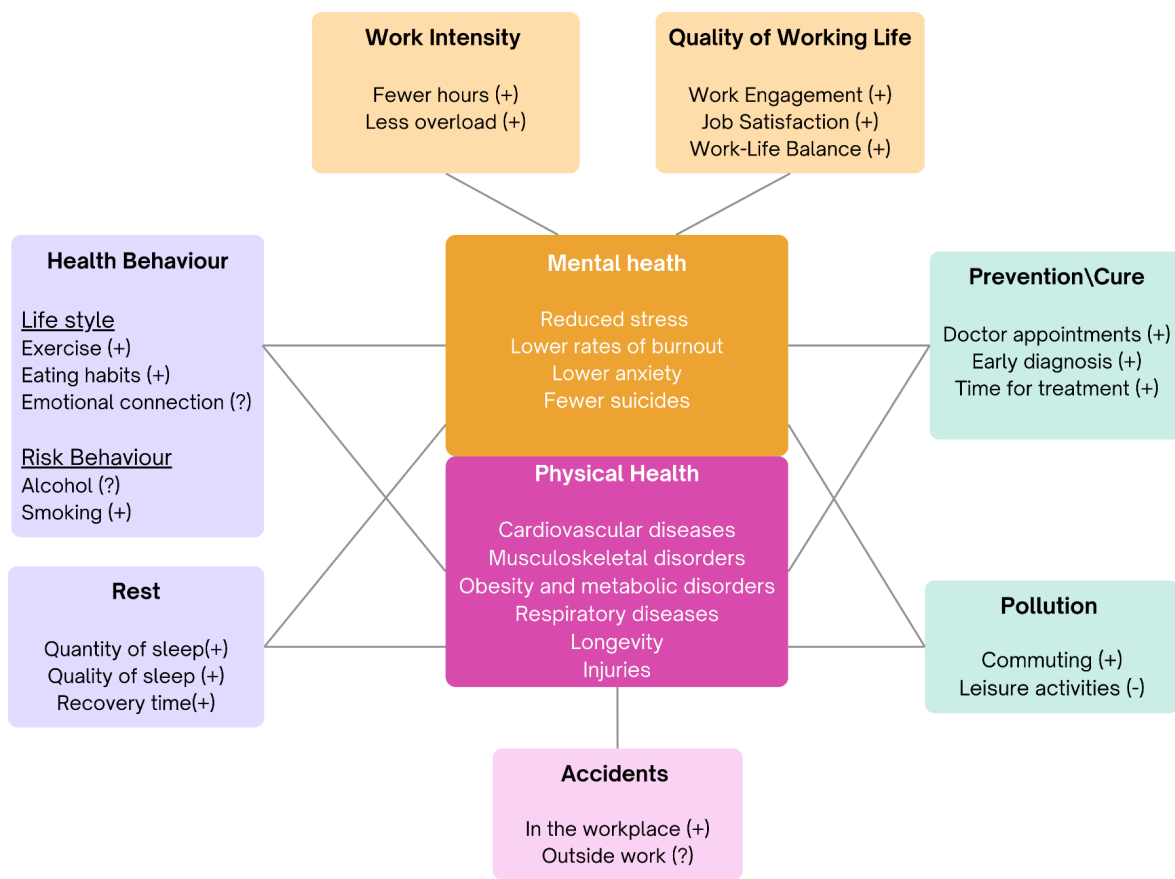 Work Intensity
Fewer hours (+)
Less overload (+)
Quality of Working Life
Work Engagement (+)
Job Satisfaction (+)
Work-Life Balance (+)
Health Behaviour
Life style
Exercise (+)
Eating habits (+)
Emotional connection (?)
Risk Behaviour
Alcohol (?)
Smoking (+)
Mental heath
Reduced stress
Lower rates of burnout
Lower anxiety
Fewer suicides
Prevention\Cure
Doctor appointments (+)
Early diagnosis (+)
Time for treatment (+)
Physical Health
Cardiovascular diseases
Musculoskeletal disorders
Obesity and metabolic disorders
Respiratory diseases
Longevity
Injuries
Rest
Quantity of sleep(+)
Quality of sleep (+)
Recovery time(+)
Pollution
Commuting (+)
Leisure activities (-)
Accidents
In the workplace (+)
Outside work (?)